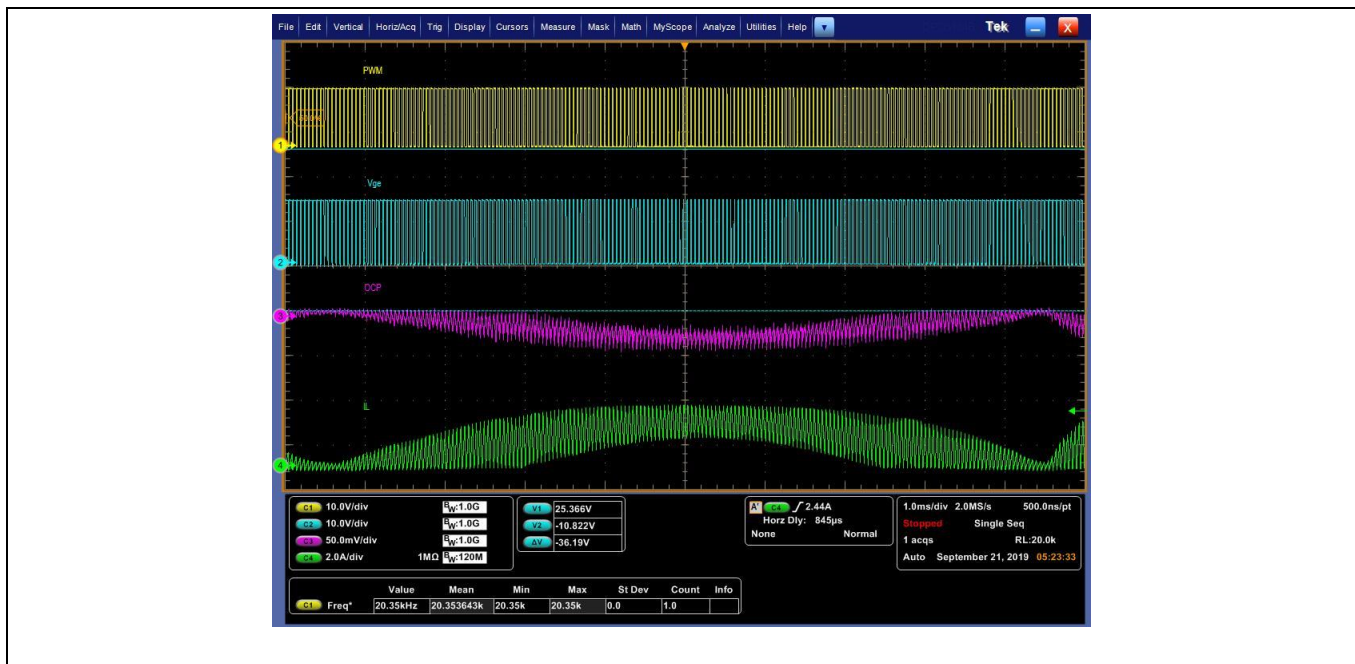 File Edit Vertical Horiz/Acq Trig Display Cursors Measure Mask Math MyScope Analyze Utilities Help Tek X
PWM
1
Vge
2
OCP
3
IL
4
C1 10.0V/div BW:1.0G
C2 10.0V/div BW:1.0G
C3 50.0mV/div BW:1.0G
C4 2.0A/div 1MΩ BW:120M
V1 25.366V
V2 -10.822V
ΔV -36.19V
A' C4 2.44A
Horz Dly: 845µs
None Normal
1.0ms/div 2.0MS/s 500.0ns/pt
Stopped Single Seq
1 acqs RL:20.0k
Auto September 21, 2019 05:23:33
Value Mean Min Max St Dev Count Info
C1 Freq* 20.35kHz 20.353643k 20.35k 20.35k 0.0 1.0